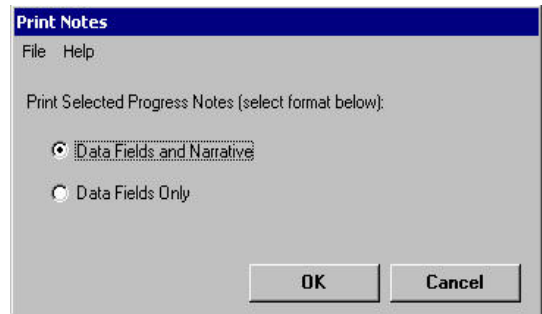 Print Notes
File Help
Print Selected Progress Notes (select format below):
Data Fields and Narrative
Data Fields Only
OK Cancel